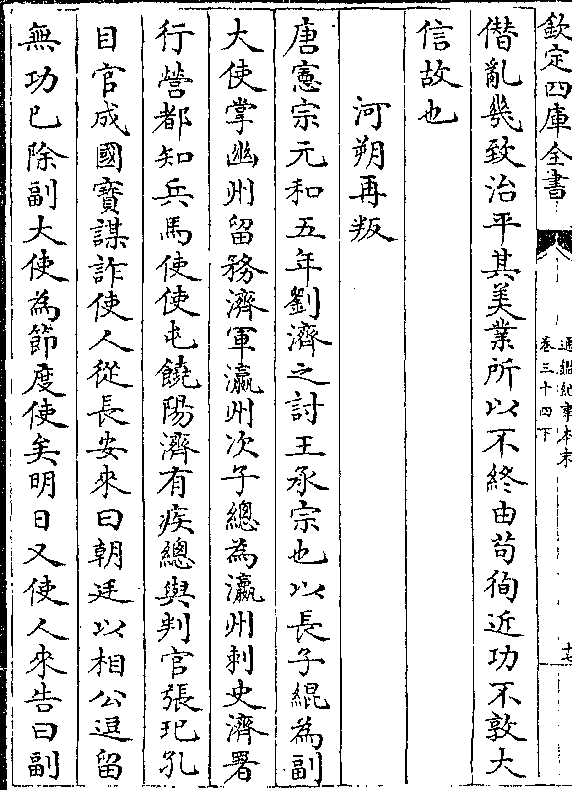 欽定四庫全書
通鑑紀事本末
卷三十四下
十七
僭亂幾致治平其美業所以不終由苟徇近功不敦大
信故也
河朔再叛
唐憲宗元和五年劉濟之討王承宗也以長子緄為副
大使掌幽州留務濟軍瀛州次子總為瀛州刺史濟署
行營都知兵馬使使屯饒陽濟有疾總與判官張玘孔
目官成國寶謀詐使人從長安來曰朝廷以相公逗留
無功已除副大使為節度使矣明日又使人來告曰副